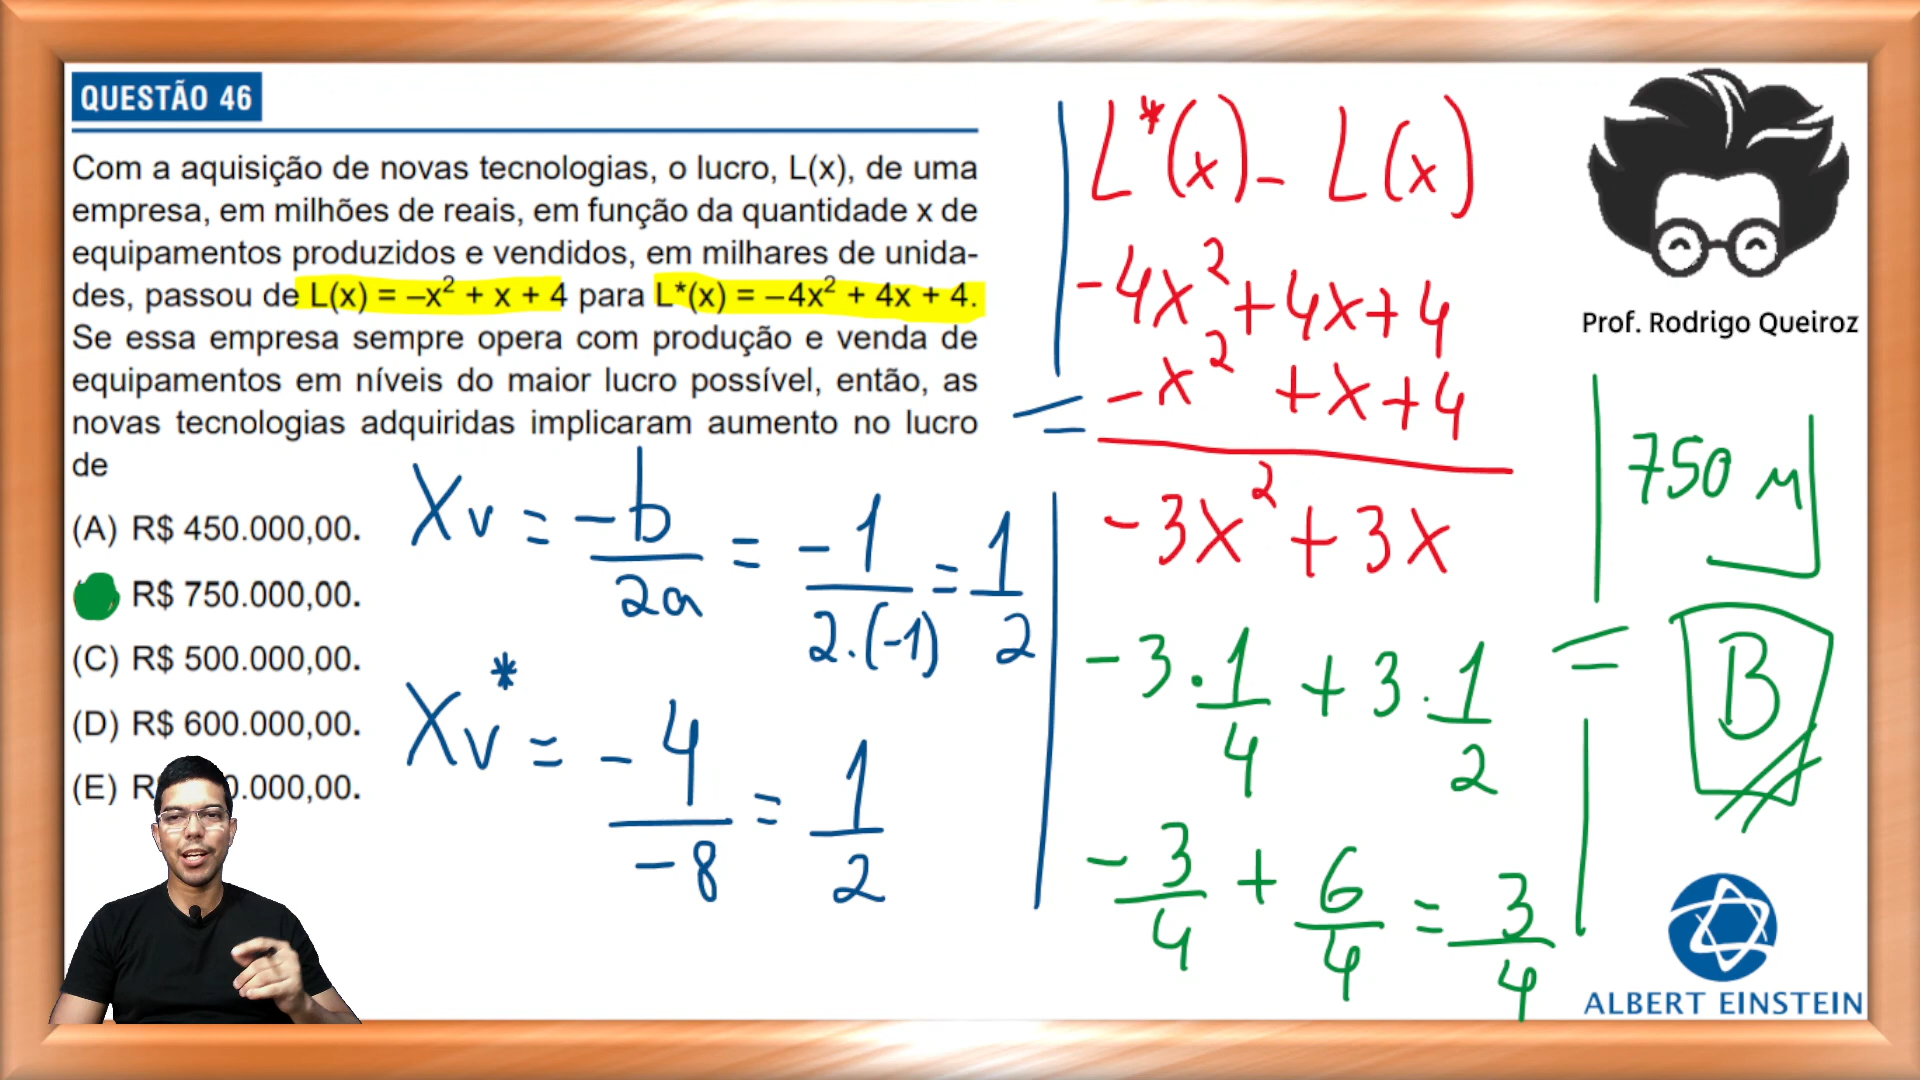 QUESTÃO 46
Com a aquisição de novas tecnologias, o lucro, L(x), de uma
empresa, em milhões de reais, em função da quantidade x de
equipamentos produzidos e vendidos, em milhares de unida-
des, passou de L(x) = –x² + x + 4 para L*(x) = –4x² + 4x + 4.
Se essa empresa sempre opera com produção e venda de
equipamentos em níveis do maior lucro possível, então, as
novas tecnologias adquiridas implicaram aumento no lucro
de
(A) R$ 450.000,00.
R$ 750.000,00.
(C) R$ 500.000,00.
(D) R$ 600.000,00.
(E) R 0.000,00.
Xv = -b/2a = -1/2.(-1) = 1/2
Xv* = -4/-8 = 1/2
L*(x) - L(x)
-4x² + 4x + 4
= -x² + x + 4
-3x² + 3x
-3.1/4 + 3.1/2
-3/4 + 6/4 = 3/4
=
750 M
B
Prof. Rodrigo Queiroz
ALBERT EINSTEIN